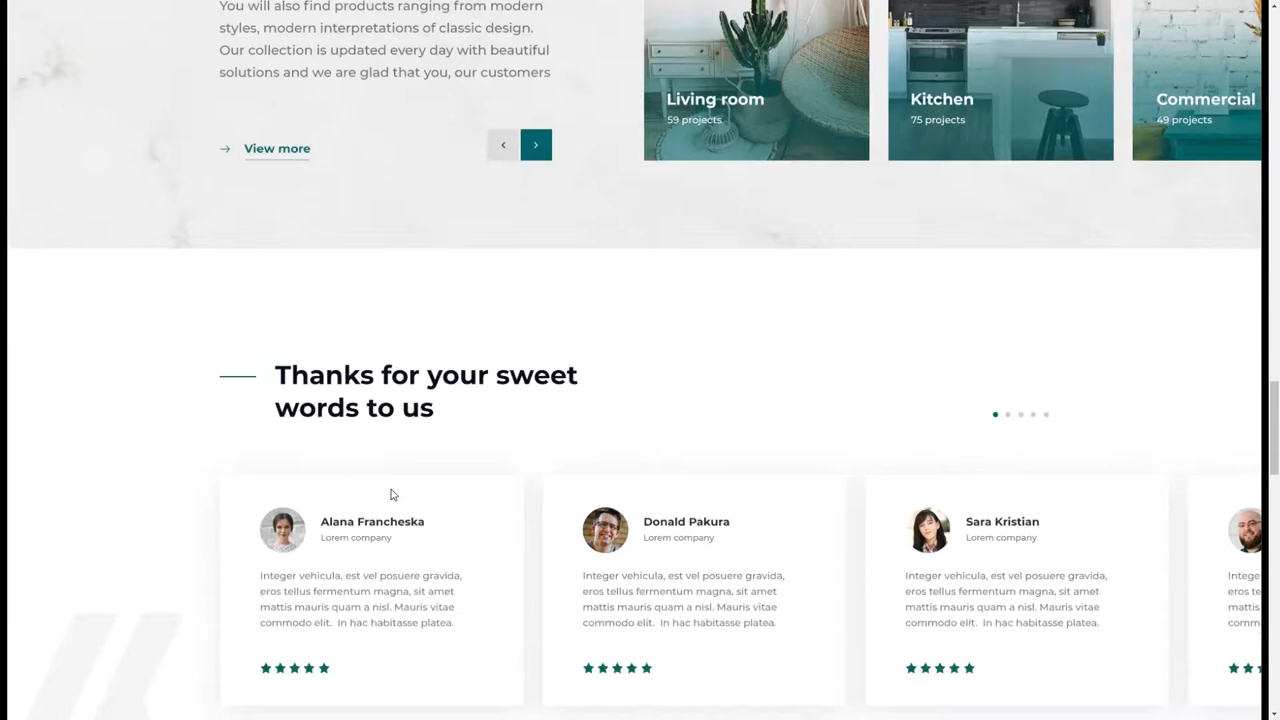 You will also find products ranging from modern
styles, modern interpretations of classic design.
Our collection is updated every day with beautiful
solutions and we are glad that you, our customers
→ View more
‹ ›
Living room
59 projects
Kitchen
75 projects
Commercial
49 projects
Thanks for your sweet
words to us
Alana Francheska
Lorem company
Integer vehicula, est vel posuere gravida,
eros tellus fermentum magna, sit amet
mattis mauris quam a nisl. Mauris vitae
commodo elit. In hac habitasse platea.
Donald Pakura
Lorem company
Integer vehicula, est vel posuere gravida,
eros tellus fermentum magna, sit amet
mattis mauris quam a nisl. Mauris vitae
commodo elit. In hac habitasse platea.
Sara Kristian
Lorem company
Integer vehicula, est vel posuere gravida,
eros tellus fermentum magna, sit amet
mattis mauris quam a nisl. Mauris vitae
commodo elit. In hac habitasse platea.
Intege
eros te
mattis
comm